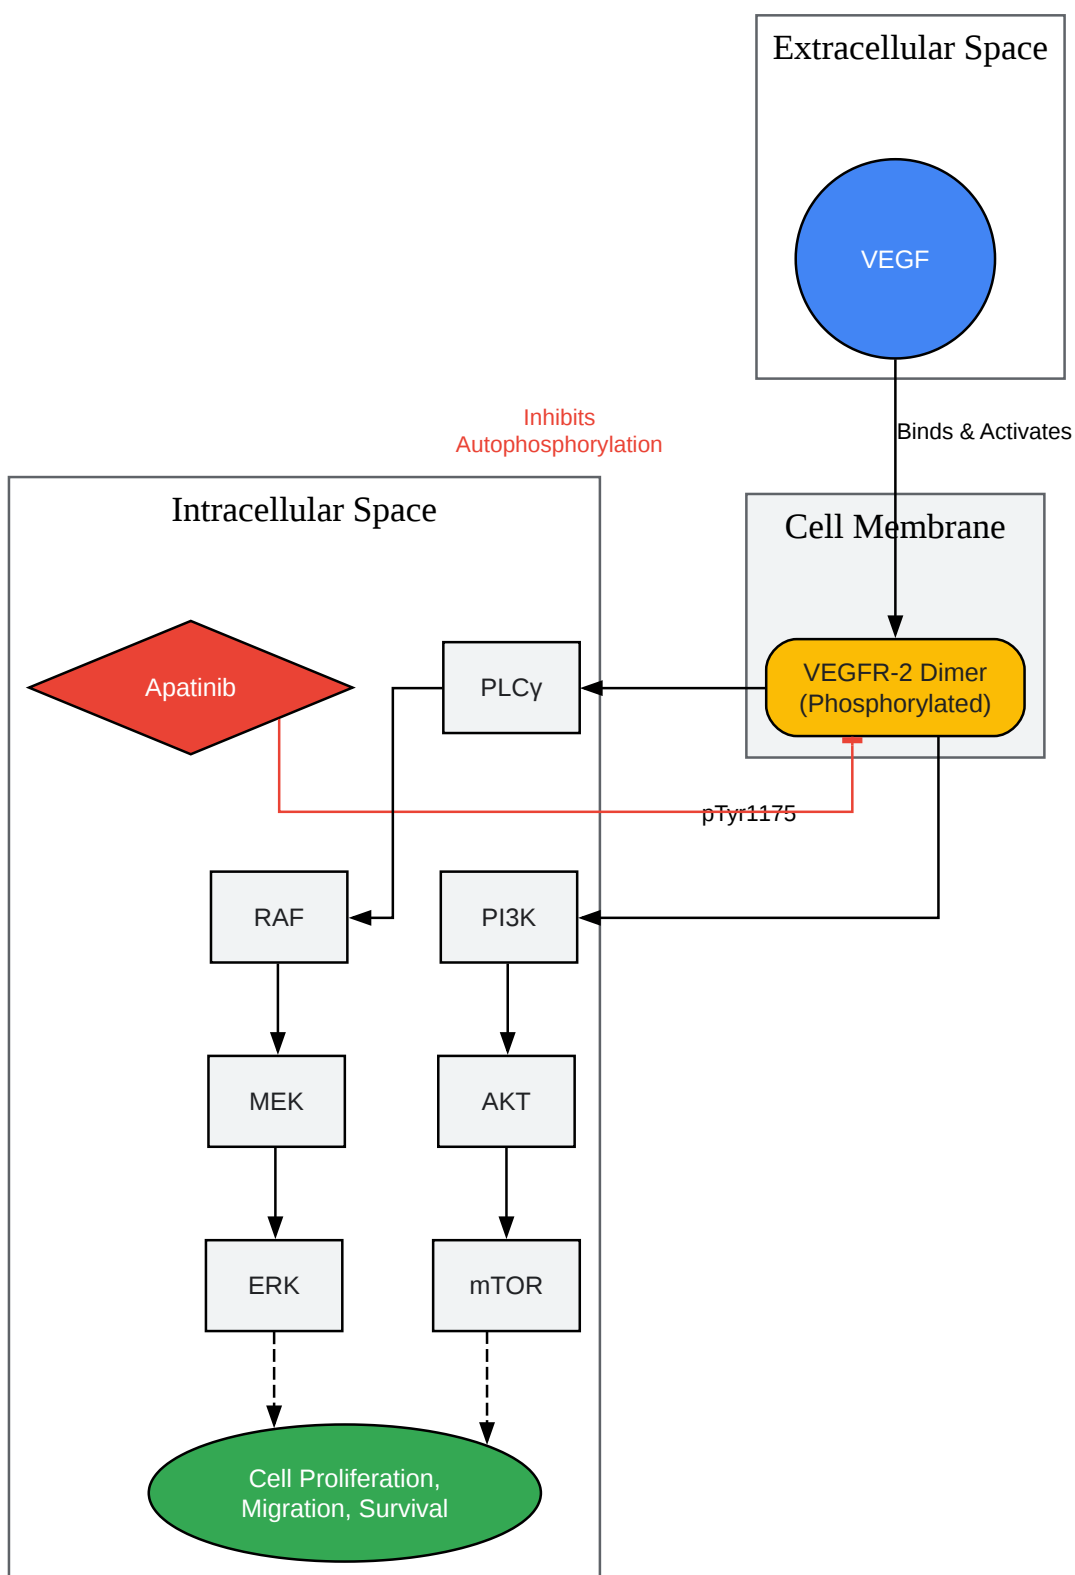 Extracellular Space
VEGF
Inhibits
Autophosphorylation
Binds & Activates
Intracellular Space
Cell Membrane
Apatinib
PLCγ
VEGFR-2 Dimer
(Phosphorylated)
pTyr1175
RAF
PI3K
MEK
AKT
ERK
mTOR
Cell Proliferation,
Migration, Survival